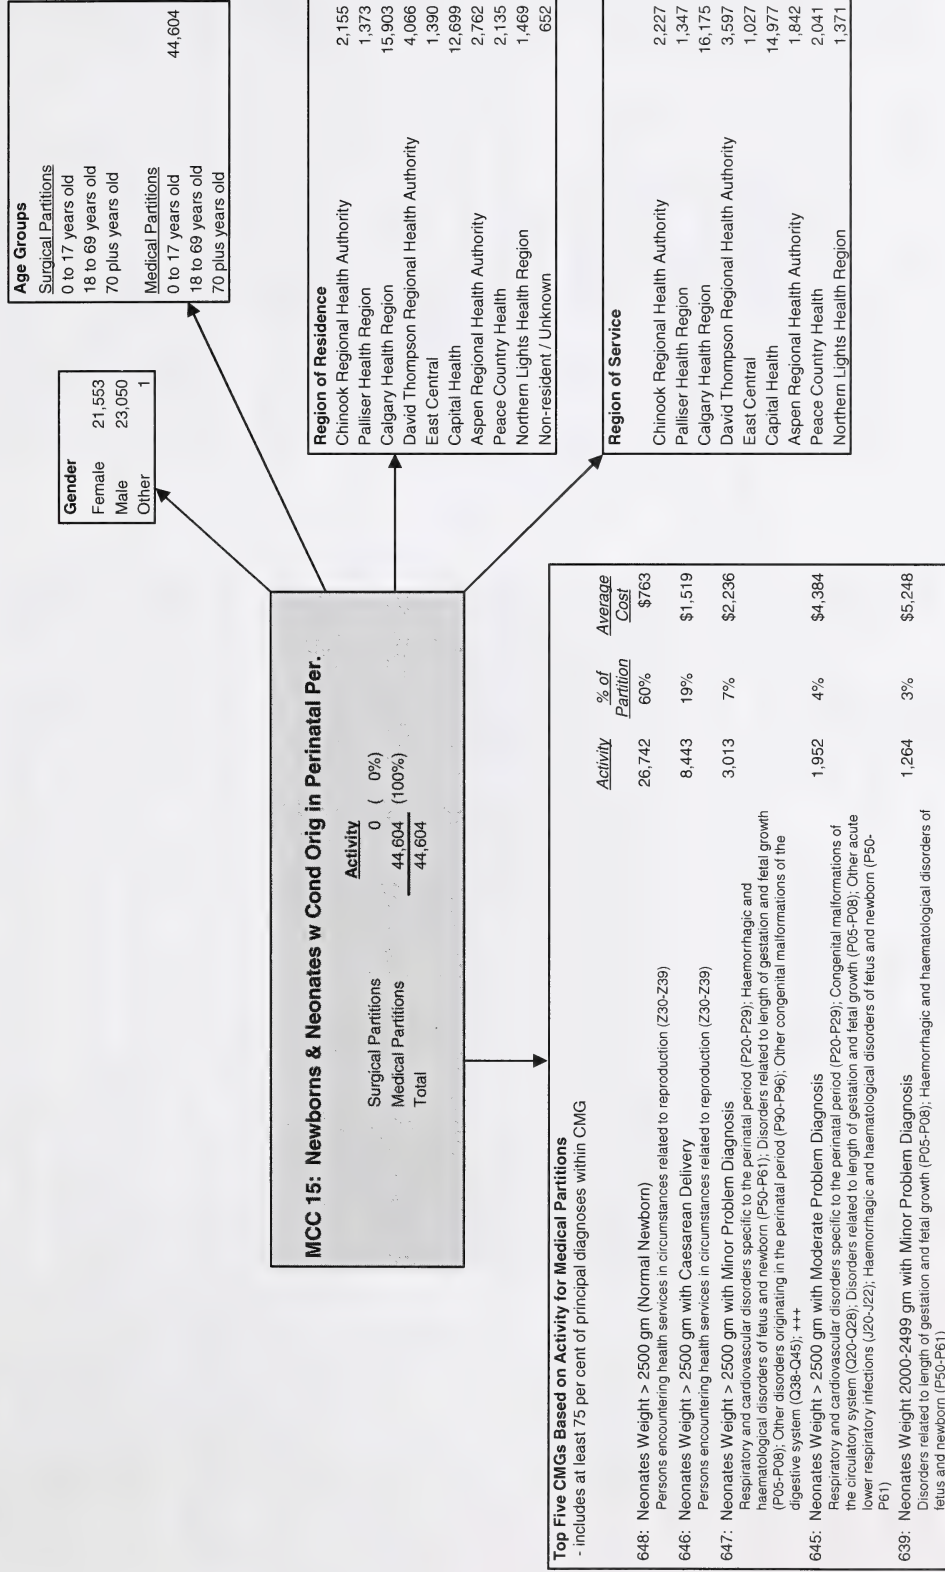 MCC 15: Newborns & Neonates w Cond Orig in Perinatal Per.
Activity
Surgical Partitions 0 ( 0%)
Medical Partitions 44,604 (100%)
Total 44,604
Gender
Female 21,553
Male 23,050
Other 1
Age Groups
Surgical Partitions
0 to 17 years old
18 to 69 years old
70 plus years old
Medical Partitions
0 to 17 years old 44,604
18 to 69 years old
70 plus years old
Region of Residence
Chinook Regional Health Authority 2,155
Palliser Health Region 1,373
Calgary Health Region 15,903
David Thompson Regional Health Authority 4,066
East Central 1,390
Capital Health 12,699
Aspen Regional Health Authority 2,762
Peace Country Health 2,135
Northern Lights Health Region 1,469
Non-resident / Unknown 652
Region of Service
Chinook Regional Health Authority 2,227
Palliser Health Region 1,347
Calgary Health Region 16,175
David Thompson Regional Health Authority 3,597
East Central 1,027
Capital Health 14,977
Aspen Regional Health Authority 1,842
Peace Country Health 2,041
Northern Lights Health Region 1,371
Top Five CMGs Based on Activity for Medical Partitions
- includes at least 75 per cent of principal diagnoses within CMG
Activity % of Partition Average Cost
648: Neonates Weight > 2500 gm (Normal Newborn) 26,742 60% $763
Persons encountering health services in circumstances related to reproduction (Z30-Z39)
646: Neonates Weight > 2500 gm with Caesarean Delivery 8,443 19% $1,519
Persons encountering health services in circumstances related to reproduction (Z30-Z39)
647: Neonates Weight > 2500 gm with Minor Problem Diagnosis 3,013 7% $2,236
Respiratory and cardiovascular disorders specific to the perinatal period (P20-P29); Haemorrhagic and
haematological disorders of fetus and newborn (P50-P61); Disorders related to length of gestation and fetal growth
(P05-P08); Other disorders originating in the perinatal period (P90-P96); Other congenital malformations of the
digestive system (Q38-Q45); +++
645: Neonates Weight > 2500 gm with Moderate Problem Diagnosis 1,952 4% $4,384
Respiratory and cardiovascular disorders specific to the perinatal period (P20-P29); Congenital malformations of
the circulatory system (Q20-Q28); Disorders related to length of gestation and fetal growth (P05-P08); Other acute
lower respiratory infections (J20-J22); Haemorrhagic and haematological disorders of fetus and newborn (P50-
P61)
639: Neonates Weight 2000-2499 gm with Minor Problem Diagnosis 1,264 3% $5,248
Disorders related to length of gestation and fetal growth (P05-P08); Haemorrhagic and haematological disorders of
fetus and newborn (P50-P61)